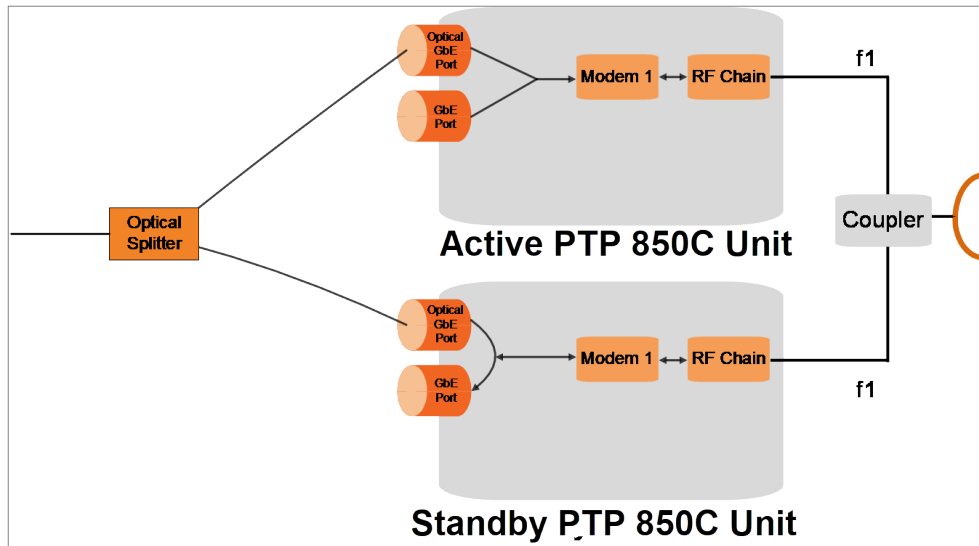 Optical
GbE
Port
GbE
Port
Modem 1
RF Chain
f1
Optical
Splitter
Active PTP 850C Unit
Coupler
Optical
GbE
Port
GbE
Port
Modem 1
RF Chain
f1
Standby PTP 850C Unit